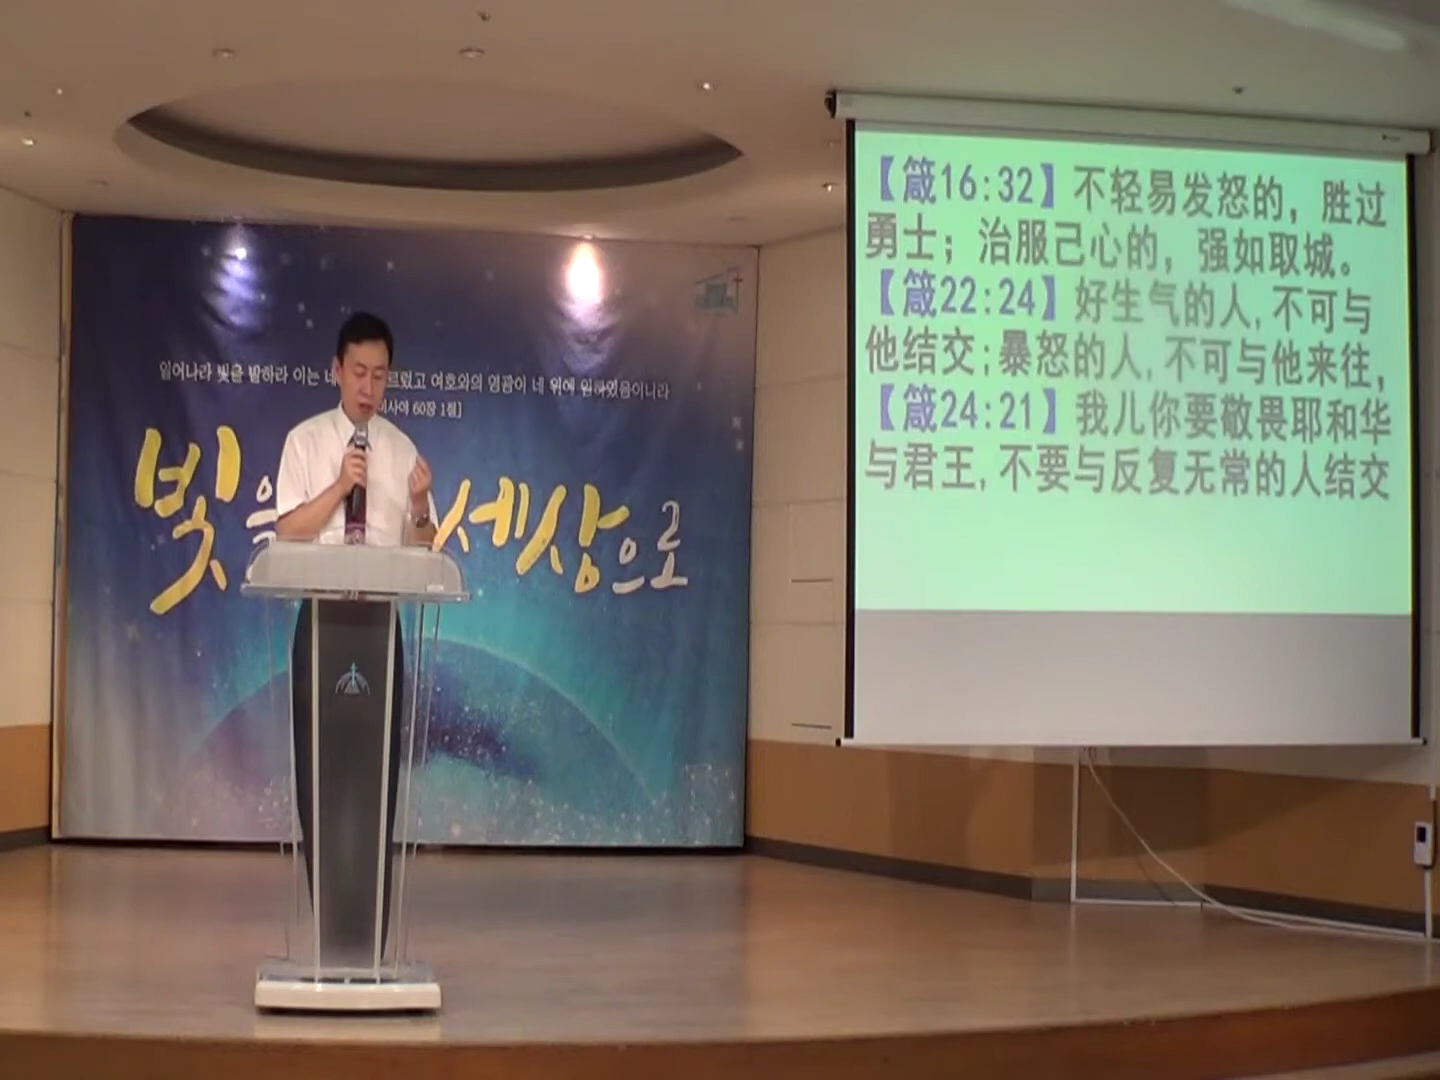 일어나라 빛을 발하라 이는 네 르렀고 여호와의 영광이 네 위에 임하였음이니라
이사야 60장 1절]
빛을 세상으로
【箴16:32】不轻易发怒的，胜过
勇士；治服己心的，强如取城。
【箴22:24】好生气的人,不可与
他结交;暴怒的人,不可与他来往,
【箴24:21】我儿你要敬畏耶和华
与君王,不要与反复无常的人结交